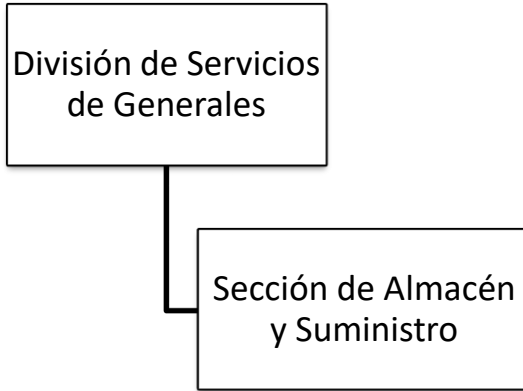 División de Servicios
de Generales
Sección de Almacén
y Suministro